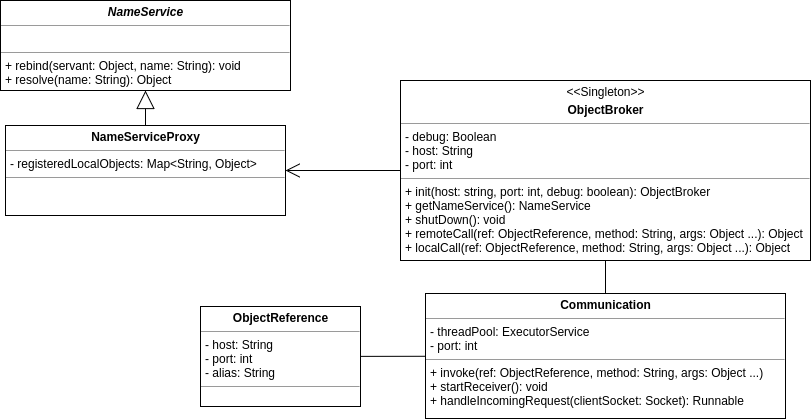 NameService
+ rebind(servant: Object, name: String): void
+ resolve(name: String): Object
NameServiceProxy
- registeredLocalObjects: Map<String, Object>
<<Singleton>>
ObjectBroker
- debug: Boolean
- host: String
- port: int
+ init(host: string, port: int, debug: boolean): ObjectBroker
+ getNameService(): NameService
+ shutDown(): void
+ remoteCall(ref: ObjectReference, method: String, args: Object ...): Object
+ localCall(ref: ObjectReference, method: String, args: Object ...): Object
ObjectReference
- host: String
- port: int
- alias: String
Communication
- threadPool: ExecutorService
- port: int
+ invoke(ref: ObjectReference, method: String, args: Object ...)
+ startReceiver(): void
+ handleIncomingRequest(clientSocket: Socket): Runnable